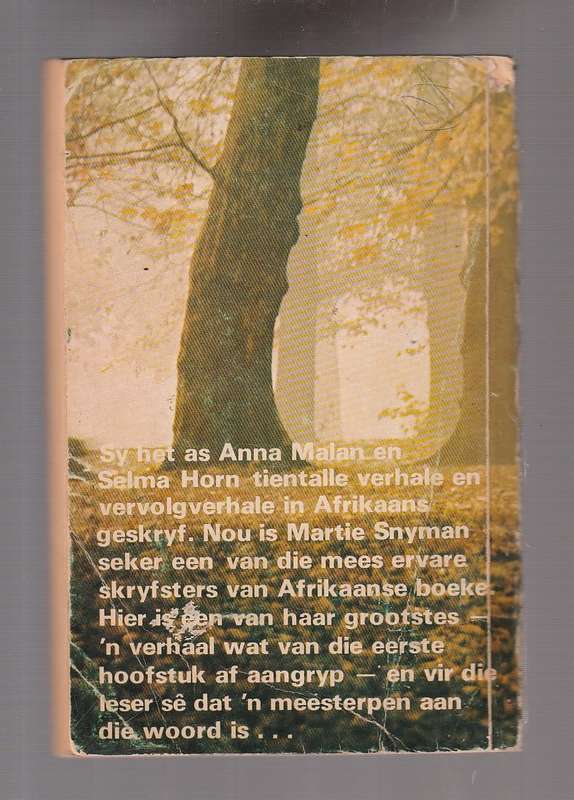 Sy het as Anna Malan en
Selma Horn tientalle verhale en
vervolgverhale in Afrikaans
geskryf. Nou is Martie Snyman
seker een van die mees ervare
skryfsters van Afrikaanse boeke.
Hier is een van haar grootstes —
'n verhaal wat van die eerste
hoofstuk af aangryp — en vir die
leser sê dat 'n meesterpen aan
die woord is . . .